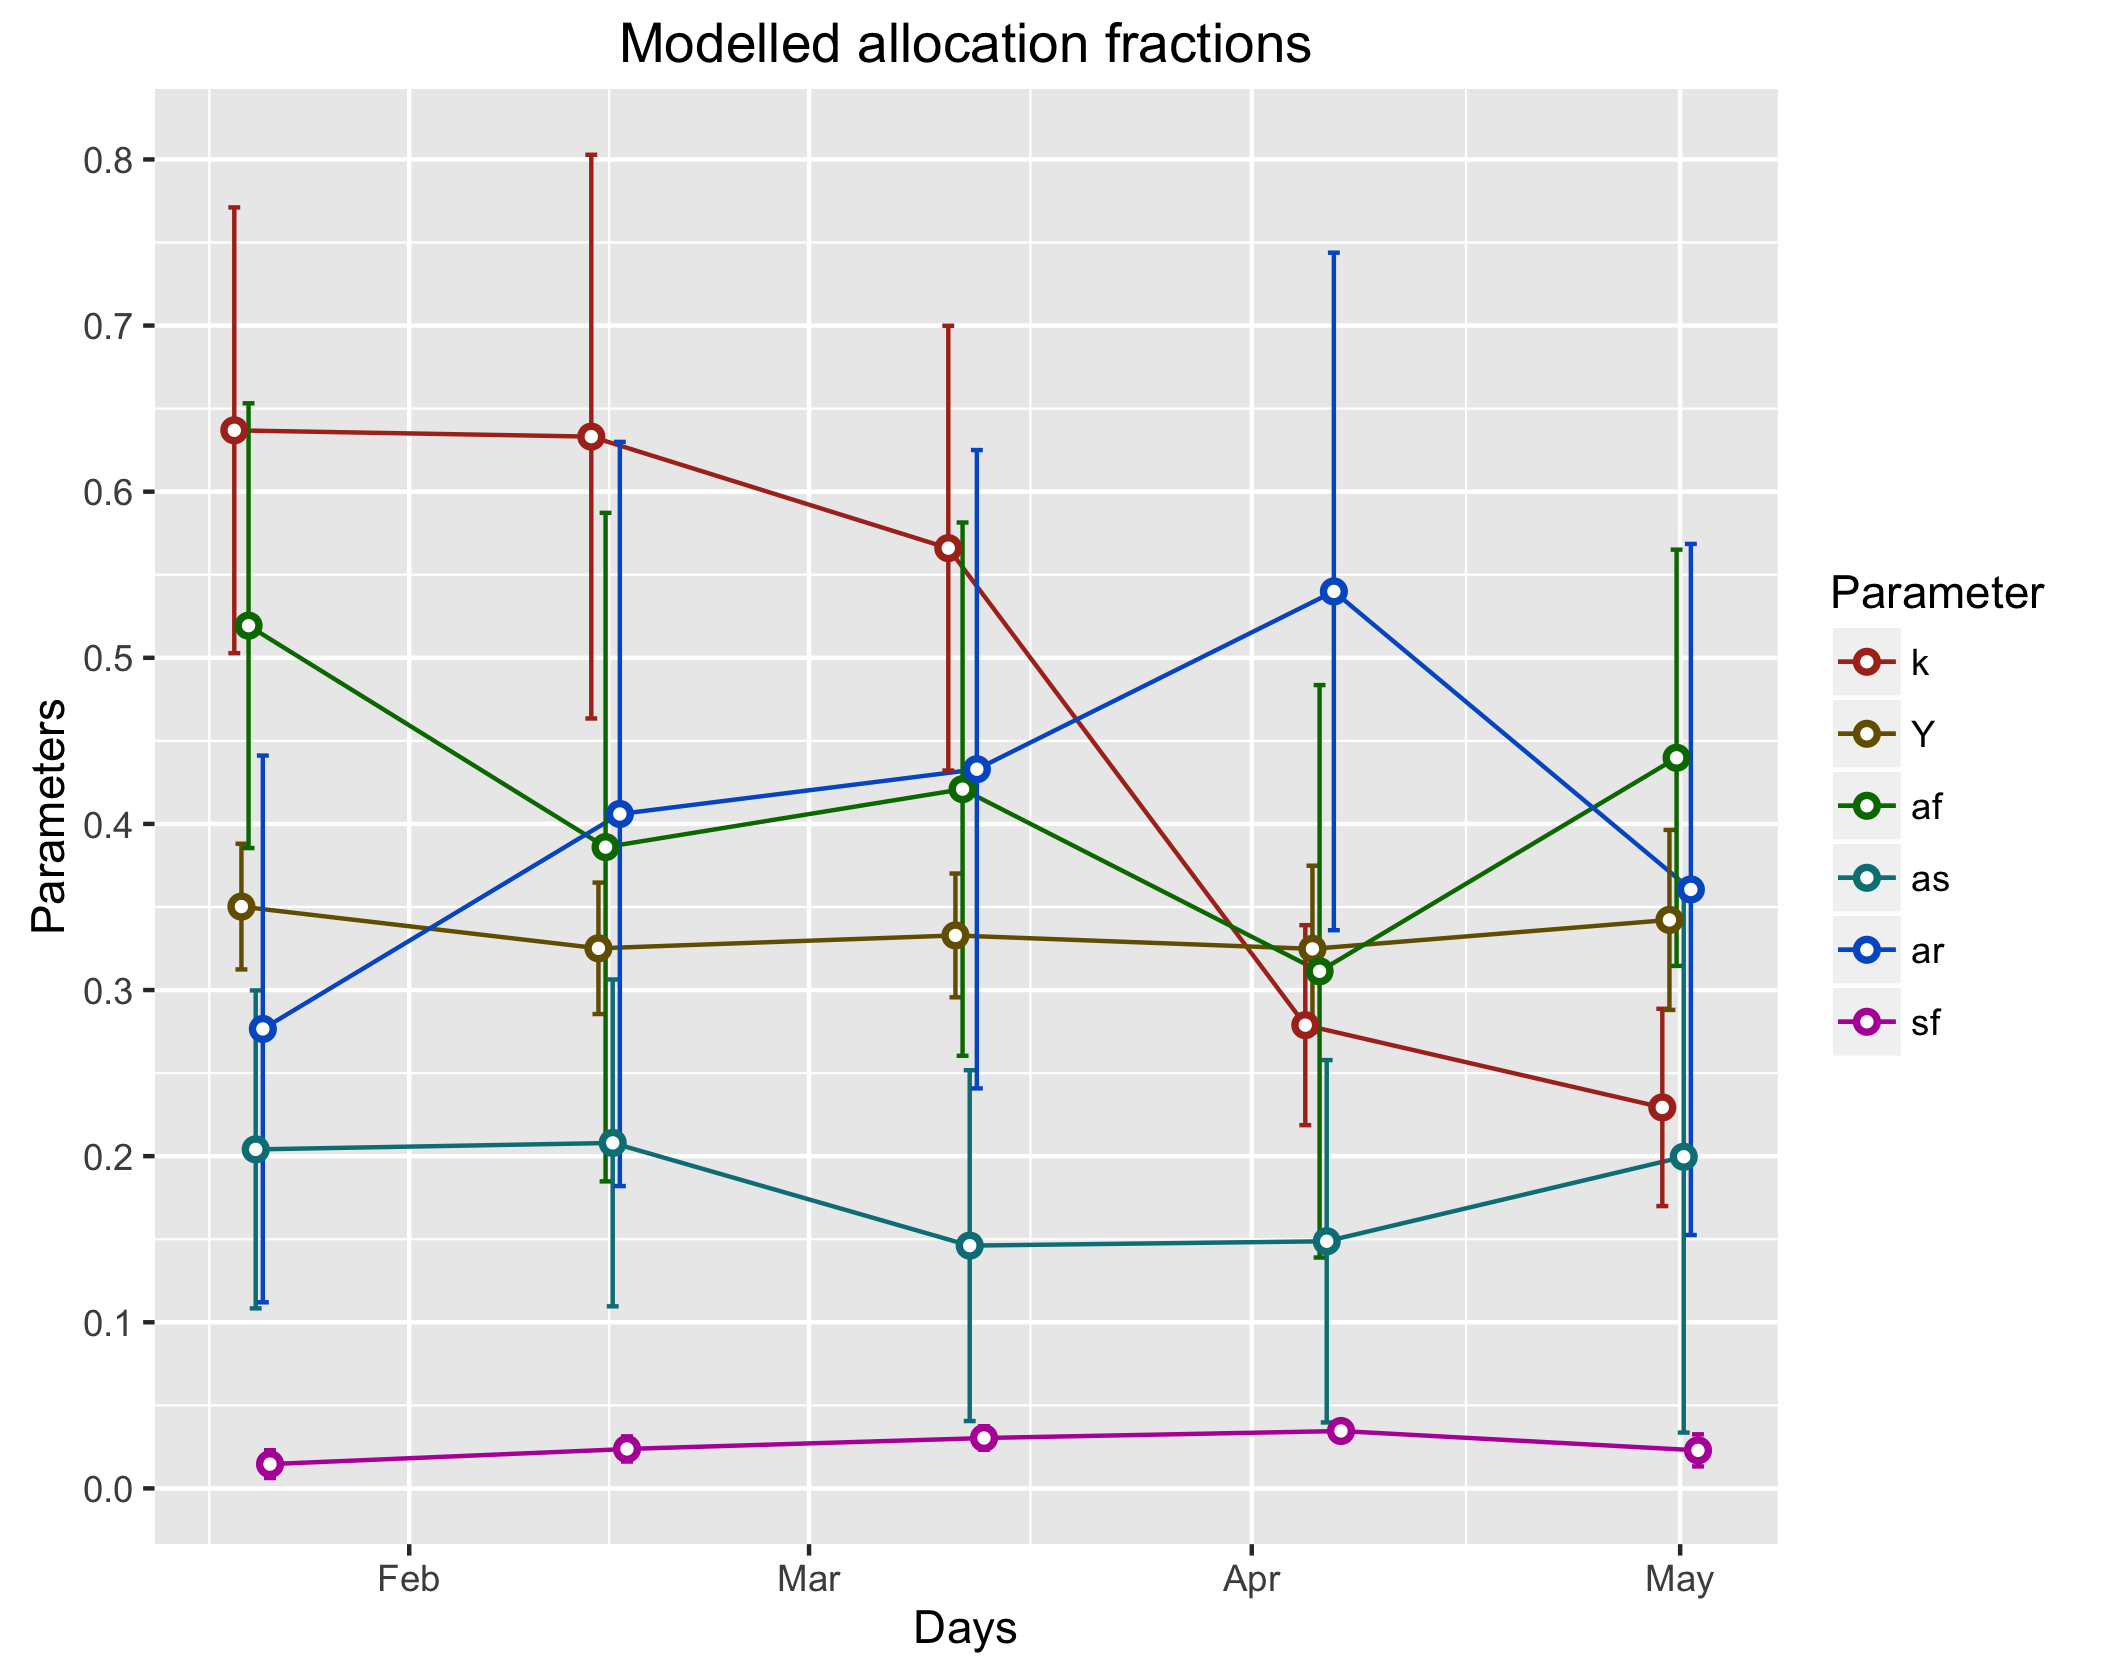 Modelled allocation fractions
Parameters
0.8
0.7
0.6
0.5
0.4
0.3
0.2
0.1
0.0
Feb Mar Apr May
Days
Parameter
k
Y
af
as
ar
sf